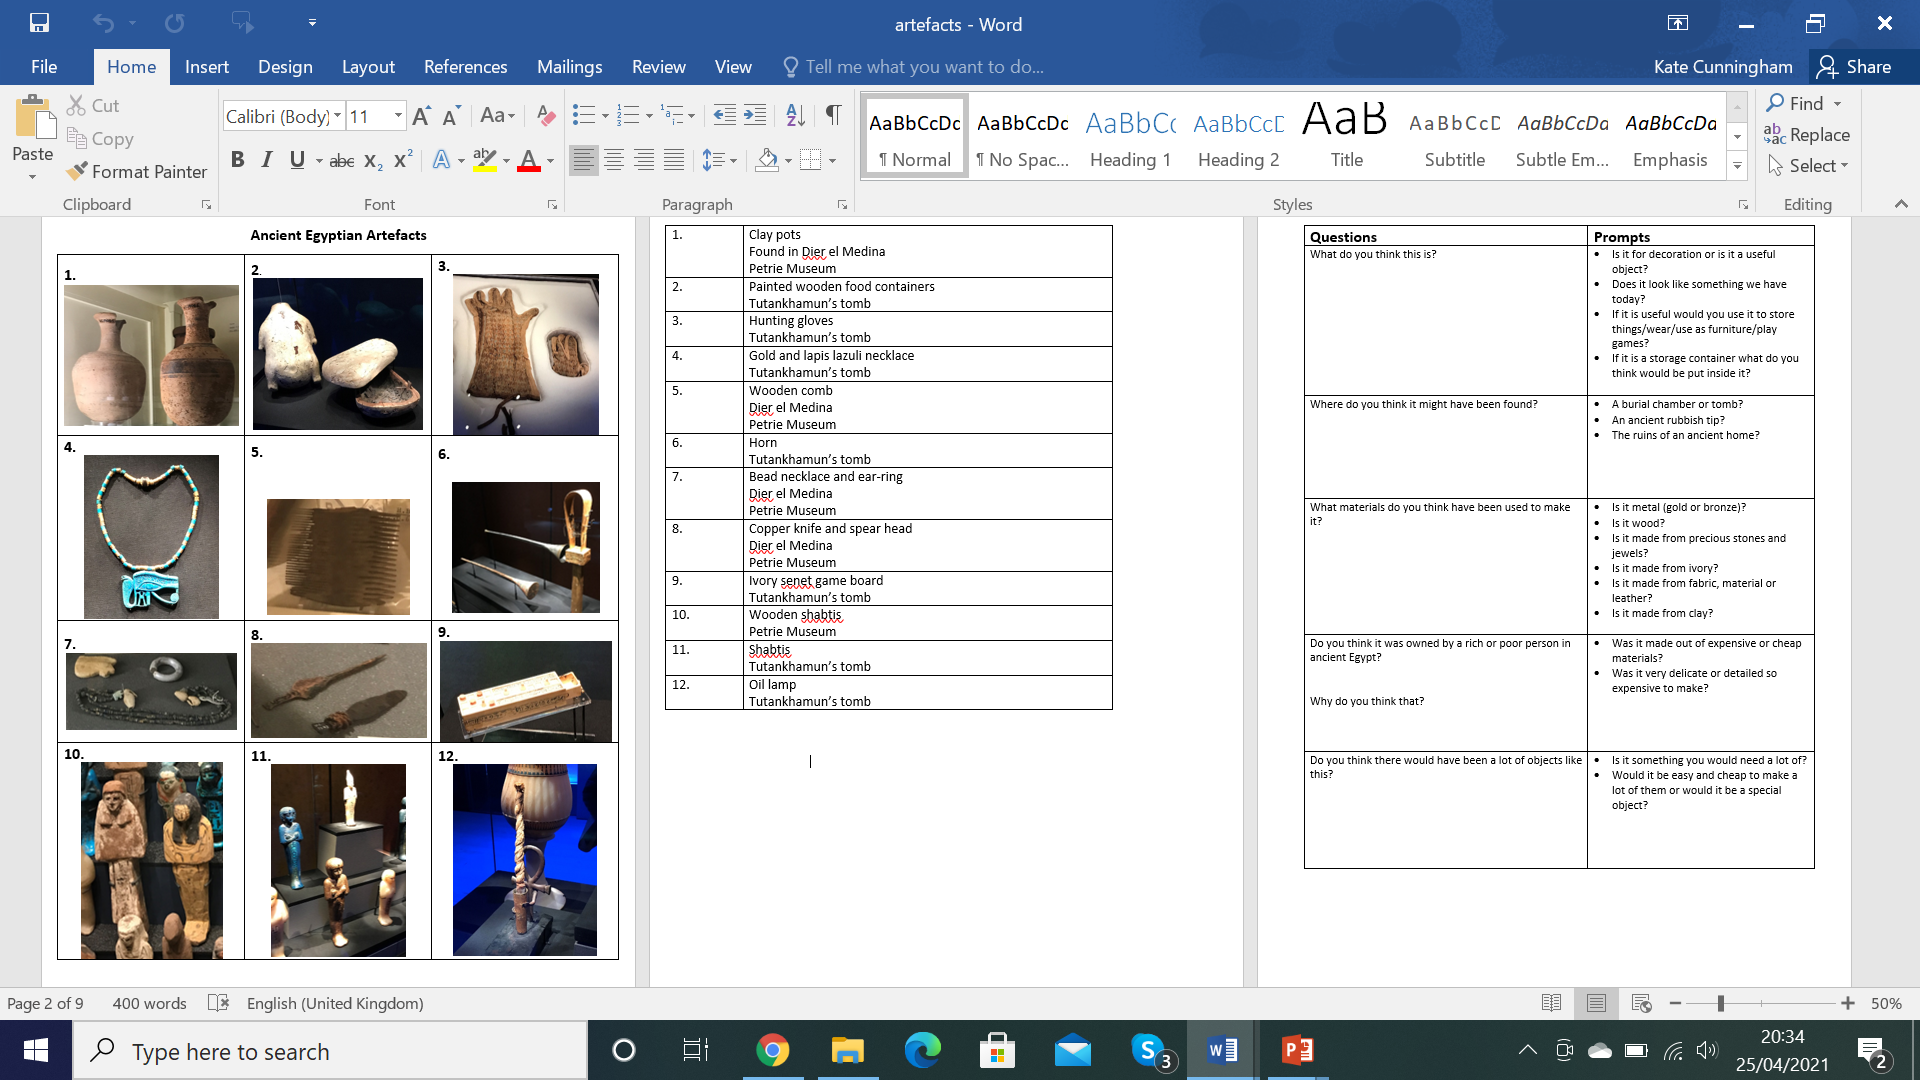 artefacts - Word
File
Home
Insert
Design
Layout
References
Mailings
Review
View
Tell me what you want to do...
Kate Cunningham
Share
Paste
Cut
Copy
Format Painter
Clipboard
Calibri (Body)
11
Font
Paragraph
AaBbCcDc
¶ Normal
AaBbCcDc
¶ No Spac...
AaBbCc
Heading 1
AaBbCcD
Heading 2
AaB
Title
AaBbCcD
Subtitle
AaBbCcDd
Subtle Em...
AaBbCcDd
Emphasis
Styles
Find
Replace
Select
Editing
Ancient Egyptian Artefacts
1.
2.
3.
4.
5.
6.
7.
8.
9.
10.
11.
12.
1.
Clay pots
Found in Dier el Medina
Petrie Museum
2.
Painted wooden food containers
Tutankhamun's tomb
3.
Hunting gloves
Tutankhamun's tomb
4.
Gold and lapis lazuli necklace
Tutankhamun's tomb
5.
Wooden comb
Dier el Medina
Petrie Museum
6.
Horn
Tutankhamun's tomb
7.
Bead necklace and ear-ring
Dier el Medina
Petrie Museum
8.
Copper knife and spear head
Dier el Medina
Petrie Museum
9.
Ivory senet game board
Tutankhamun's tomb
10.
Wooden shabtis
Petrie Museum
11.
Shabtis
Tutankhamun's tomb
12.
Oil lamp
Tutankhamun's tomb
Questions
Prompts
What do you think this is?
• Is it for decoration or is it a useful
object?
• Does it look like something we have
today?
• If it is useful would you use it to store
things/wear/use as furniture/play
games?
• If it is a storage container what do you
think would be put inside it?
Where do you think it might have been found?
• A burial chamber or tomb?
• An ancient rubbish tip?
• The ruins of an ancient home?
What materials do you think have been used to make
it?
• Is it metal (gold or bronze)?
• Is it wood?
• Is it made from precious stones and
jewels?
• Is it made from ivory?
• Is it made from fabric, material or
leather?
• Is it made from clay?
Do you think it was owned by a rich or poor person in
ancient Egypt?
Why do you think that?
• Was it made out of expensive or cheap
materials?
• Was it very delicate or detailed so
expensive to make?
Do you think there would have been a lot of objects like
this?
• Is it something you would need a lot of?
• Would it be easy and cheap to make a
lot of them or would it be a special
object?
Page 2 of 9
400 words
English (United Kingdom)
50%
Type here to search
3
20:34
25/04/2021
2